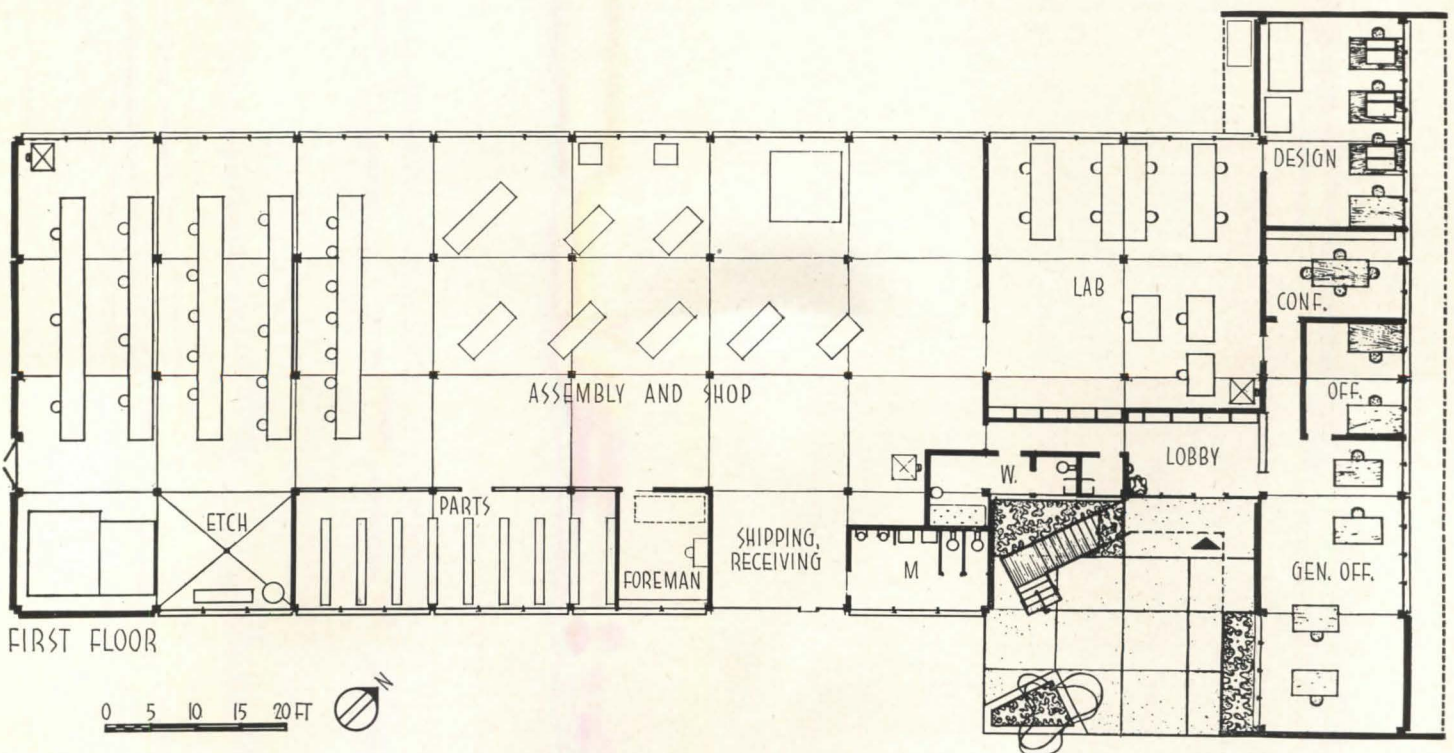 DESIGN
CONF.
LAB
OFF.
ASSEMBLY AND SHOP
LOBBY
W.
PARTS
ETCH
SHIPPING,
RECEIVING
FOREMAN
M
GEN. OFF.
FIRST FLOOR
N
0 5 10 15 20 FT